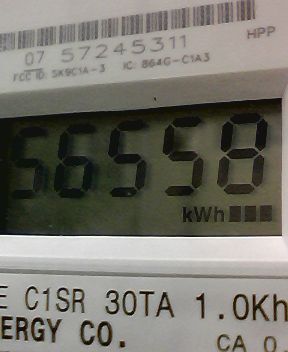 07 57245311
HPP
FCC ID: SK9C1A-3 IC: 864G-C1A3
56558
kWh
E C1SR 30TA 1.0Kh
ERGY CO.
CA 0.